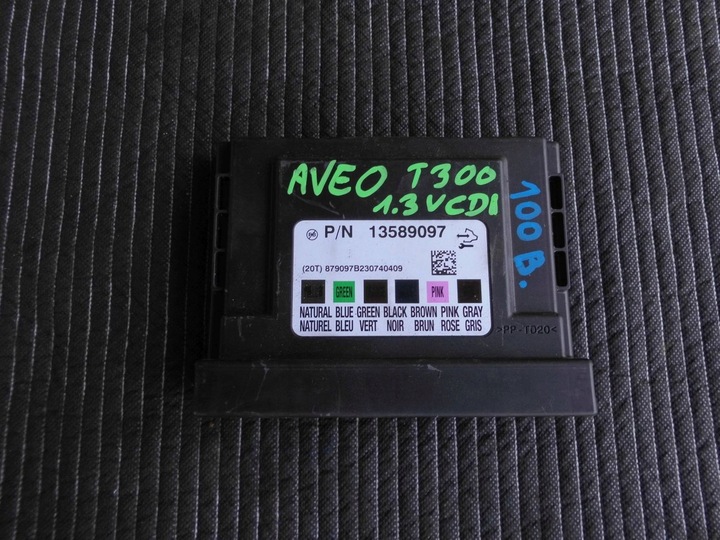 AVEO T300
1.3 VCDI
100 B.
P/N 13589097
(20T) 879097B230740409
GREEN PINK
NATURAL BLUE GREEN BLACK BROWN PINK GRAY
NATUREL BLEU VERT NOIR BRUN ROSE GRIS
>PP-TD20<